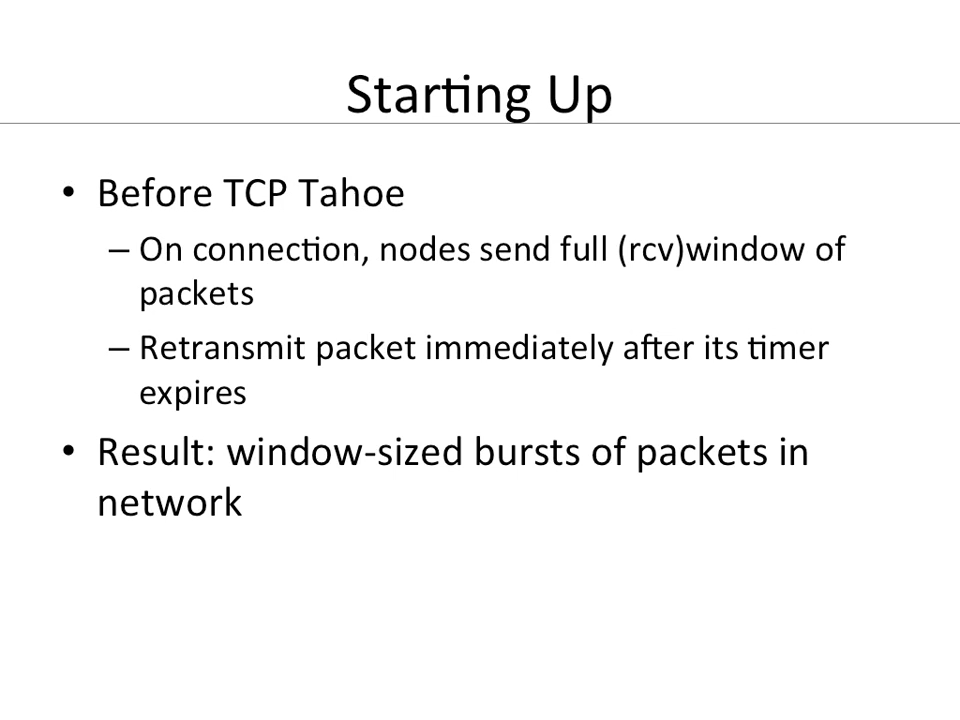 Starting Up
• Before TCP Tahoe
– On connection, nodes send full (rcv)window of
packets
– Retransmit packet immediately after its timer
expires
• Result: window-sized bursts of packets in
network